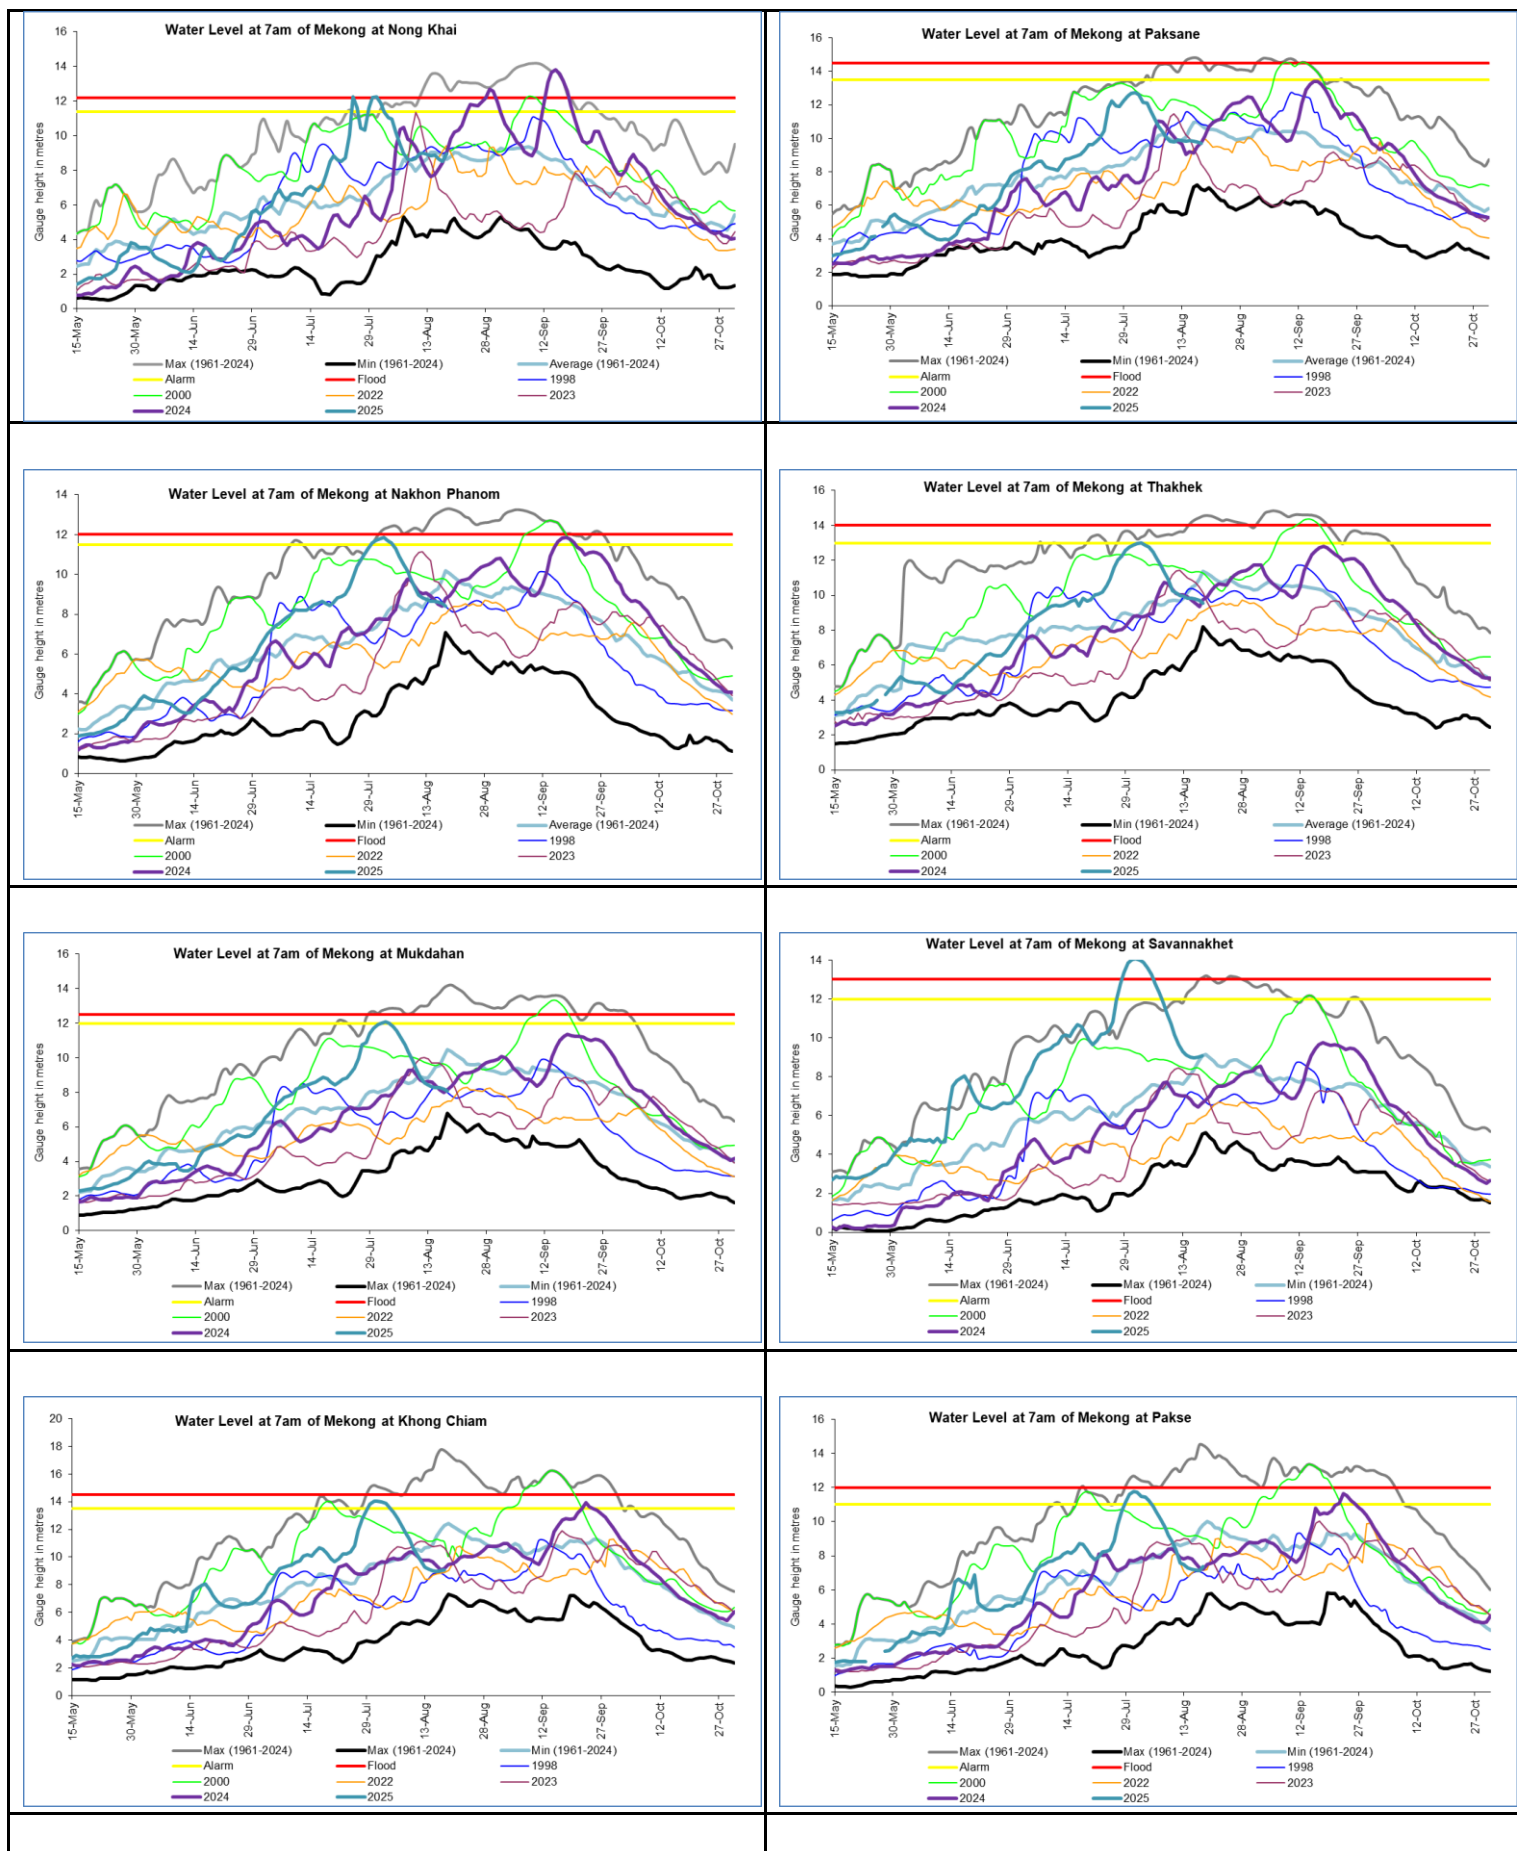 Water Level at 7am of Mekong at Nong Khai
Gauge height in metres
16
14
12
10
8
6
4
2
0
15-May
30-May
14-Jun
29-Jun
14-Jul
29-Jul
13-Aug
28-Aug
12-Sep
27-Sep
12-Oct
27-Oct
Max (1961-2024) Min (1961-2024) Average (1961-2024)
Alarm Flood 1998
2000 2022 2023
2024 2025
Water Level at 7am of Mekong at Paksane
Gauge height in metres
16
14
12
10
8
6
4
2
0
15-May
30-May
14-Jun
29-Jun
14-Jul
29-Jul
13-Aug
28-Aug
12-Sep
27-Sep
12-Oct
27-Oct
Max (1961-2024) Min (1961-2024) Average (1961-2024)
Alarm Flood 1998
2000 2022 2023
2024 2025
Water Level at 7am of Mekong at Nakhon Phanom
Gauge height in metres
14
12
10
8
6
4
2
0
15-May
30-May
14-Jun
29-Jun
14-Jul
29-Jul
13-Aug
28-Aug
12-Sep
27-Sep
12-Oct
27-Oct
Max (1961-2024) Min (1961-2024) Average (1961-2024)
Alarm Flood 1998
2000 2022 2023
2024 2025
Water Level at 7am of Mekong at Thakhek
Gauge height in metres
16
14
12
10
8
6
4
2
0
15-May
30-May
14-Jun
29-Jun
14-Jul
29-Jul
13-Aug
28-Aug
12-Sep
27-Sep
12-Oct
27-Oct
Max (1961-2024) Min (1961-2024) Average (1961-2024)
Alarm Flood 1998
2000 2022 2023
2024 2025
Water Level at 7am of Mekong at Mukdahan
Gauge height in metres
16
14
12
10
8
6
4
2
0
15-May
30-May
14-Jun
29-Jun
14-Jul
29-Jul
13-Aug
28-Aug
12-Sep
27-Sep
12-Oct
27-Oct
Max (1961-2024) Max (1961-2024) Min (1961-2024)
Alarm Flood 1998
2000 2022 2023
2024 2025
Water Level at 7am of Mekong at Savannakhet
Gauge height in metres
14
12
10
8
6
4
2
0
15-May
30-May
14-Jun
29-Jun
14-Jul
29-Jul
13-Aug
28-Aug
12-Sep
27-Sep
12-Oct
27-Oct
Max (1961-2024) Max (1961-2024) Min (1961-2024)
Alarm Flood 1998
2000 2022 2023
2024 2025
Water Level at 7am of Mekong at Khong Chiam
Gauge height in metres
20
18
16
14
12
10
8
6
4
2
0
15-May
30-May
14-Jun
29-Jun
14-Jul
29-Jul
13-Aug
28-Aug
12-Sep
27-Sep
12-Oct
27-Oct
Max (1961-2024) Max (1961-2024) Min (1961-2024)
Alarm Flood 1998
2000 2022 2023
2024 2025
Water Level at 7am of Mekong at Pakse
Gauge height in metres
16
14
12
10
8
6
4
2
0
15-May
30-May
14-Jun
29-Jun
14-Jul
29-Jul
13-Aug
28-Aug
12-Sep
27-Sep
12-Oct
27-Oct
Max (1961-2024) Max (1961-2024) Min (1961-2024)
Alarm Flood 1998
2000 2022 2023
2024 2025